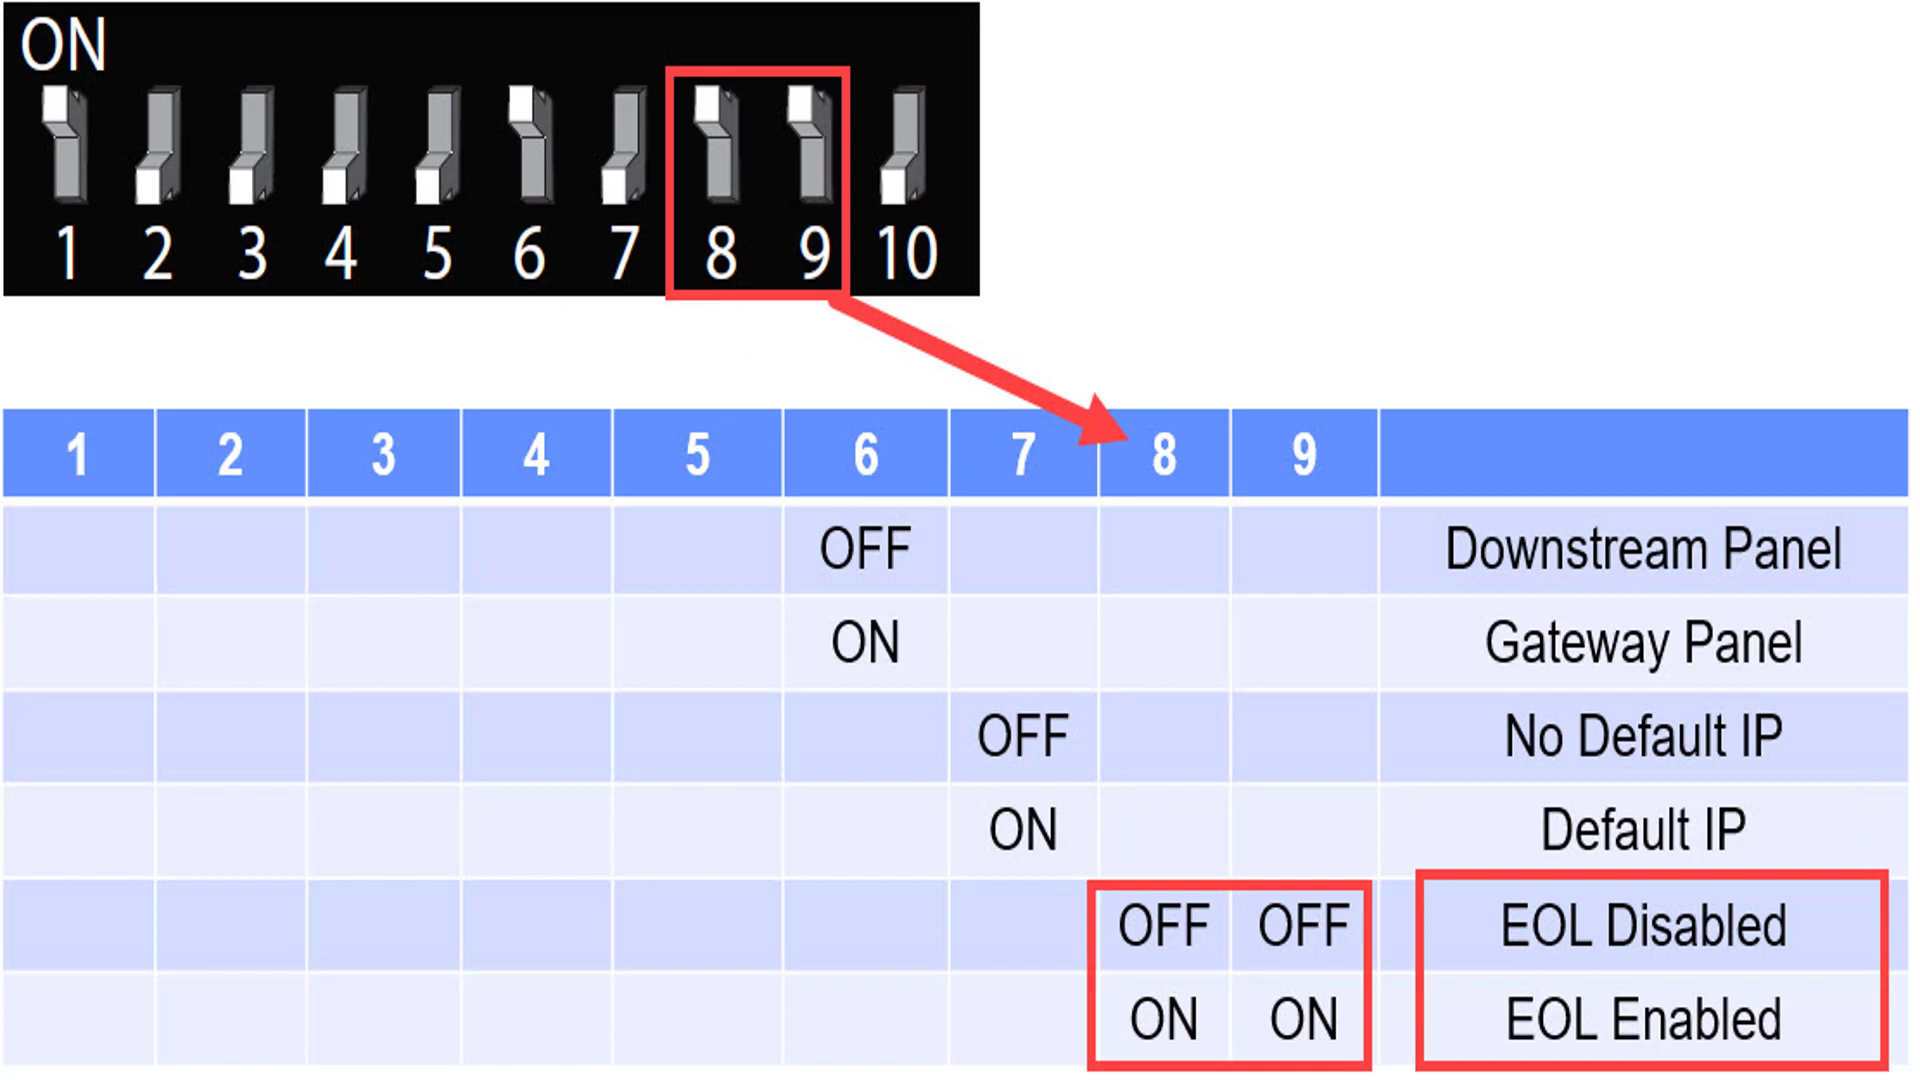 ON
1 2 3 4 5 6 7 8 9 10
1 2 3 4 5 6 7 8 9
OFF Downstream Panel
ON Gateway Panel
OFF No Default IP
ON Default IP
OFF OFF EOL Disabled
ON ON EOL Enabled